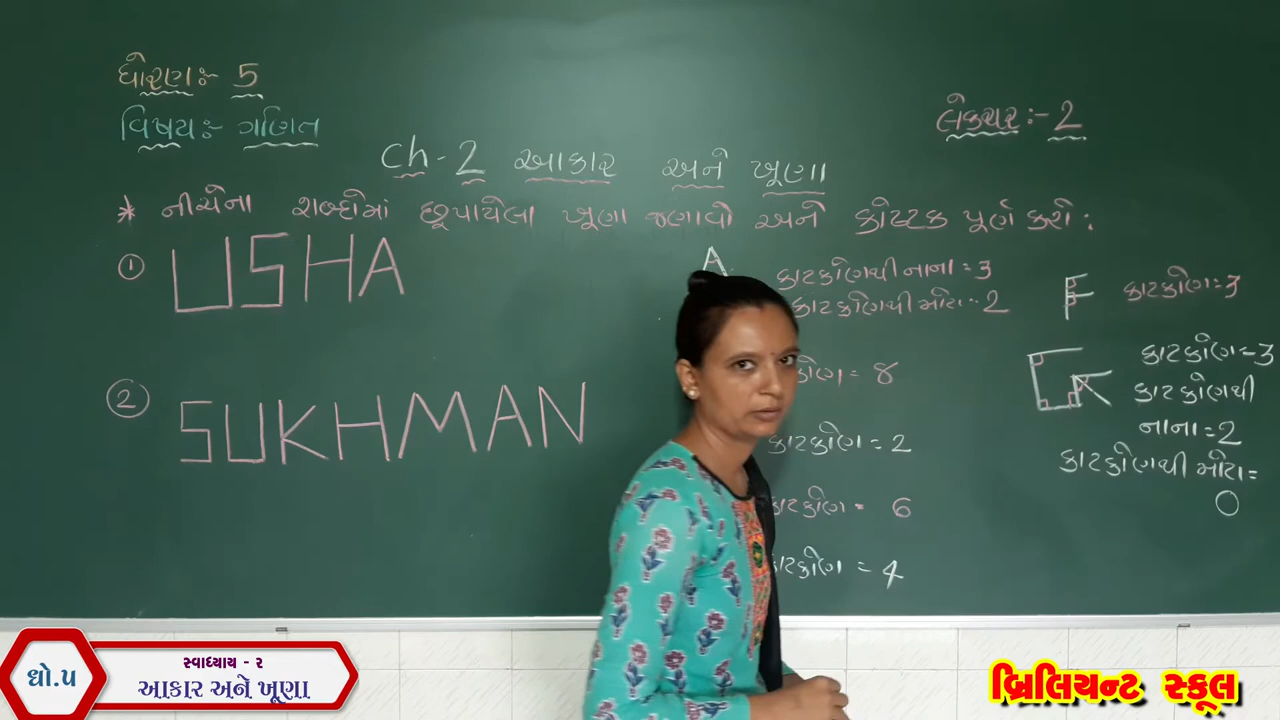 ધોરણઃ- 5
વિષયઃ- ગણિત
લેક્ચરઃ- 2
ch-2 આકાર અને ખૂણા
* નીચેના શબ્દોમાં છૂપાયેલા ખૂણા જણાવો અને કોષ્ટક પૂર્ણ કરો:
① USHA
② SUKHMAN
A
કાટકોણથી નાના = 3
કાટકોણથી મોટા = 2
કોણ = 8
કાટકોણ = 2
કાટકોણ = 6
કાટકોણ = 4
F કાટકોણ = 3
કાટકોણ = 3
કાટકોણથી
નાના = 2
કાટકોણથી મોટા =
0
ધો.૫
સ્વાધ્યાય - ૨
આકાર અને ખૂણા
બ્રિલિયન્ટ સ્કૂલ